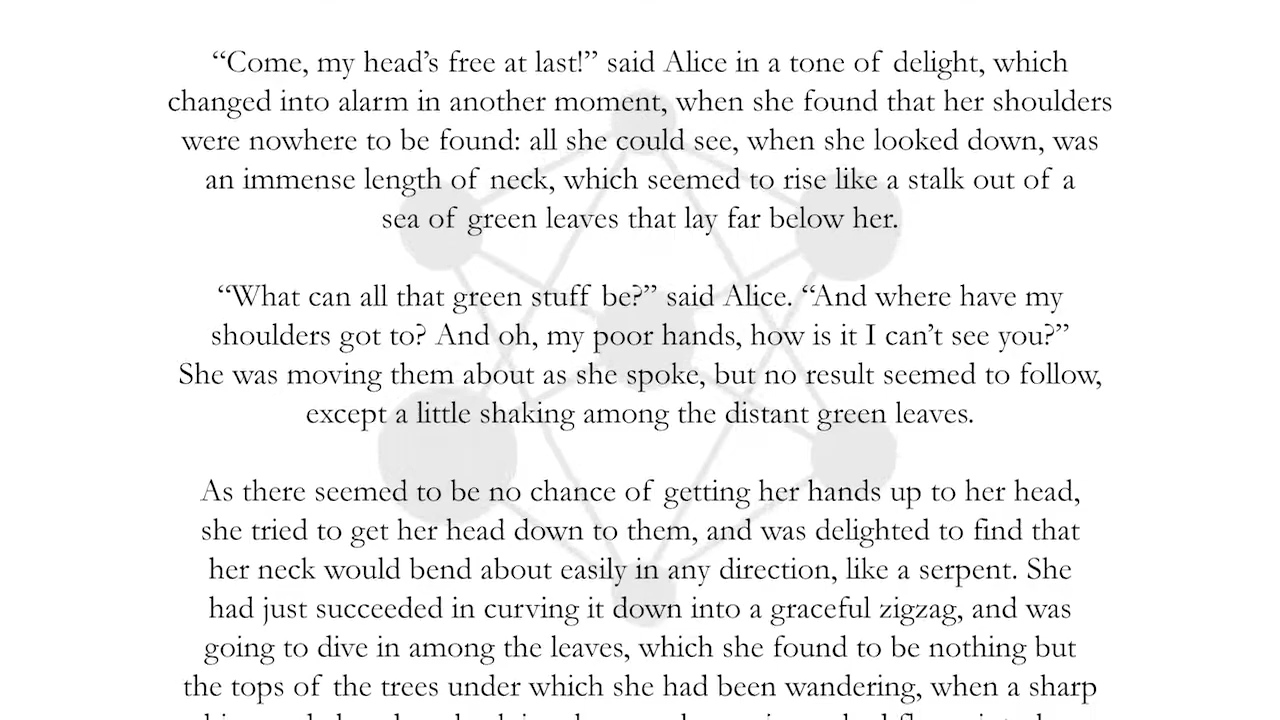 “Come, my head’s free at last!” said Alice in a tone of delight, which
changed into alarm in another moment, when she found that her shoulders
were nowhere to be found: all she could see, when she looked down, was
an immense length of neck, which seemed to rise like a stalk out of a
sea of green leaves that lay far below her.
“What can all that green stuff be?” said Alice. “And where have my
shoulders got to? And oh, my poor hands, how is it I can’t see you?”
She was moving them about as she spoke, but no result seemed to follow,
except a little shaking among the distant green leaves.
As there seemed to be no chance of getting her hands up to her head,
she tried to get her head down to them, and was delighted to find that
her neck would bend about easily in any direction, like a serpent. She
had just succeeded in curving it down into a graceful zigzag, and was
going to dive in among the leaves, which she found to be nothing but
the tops of the trees under which she had been wandering, when a sharp